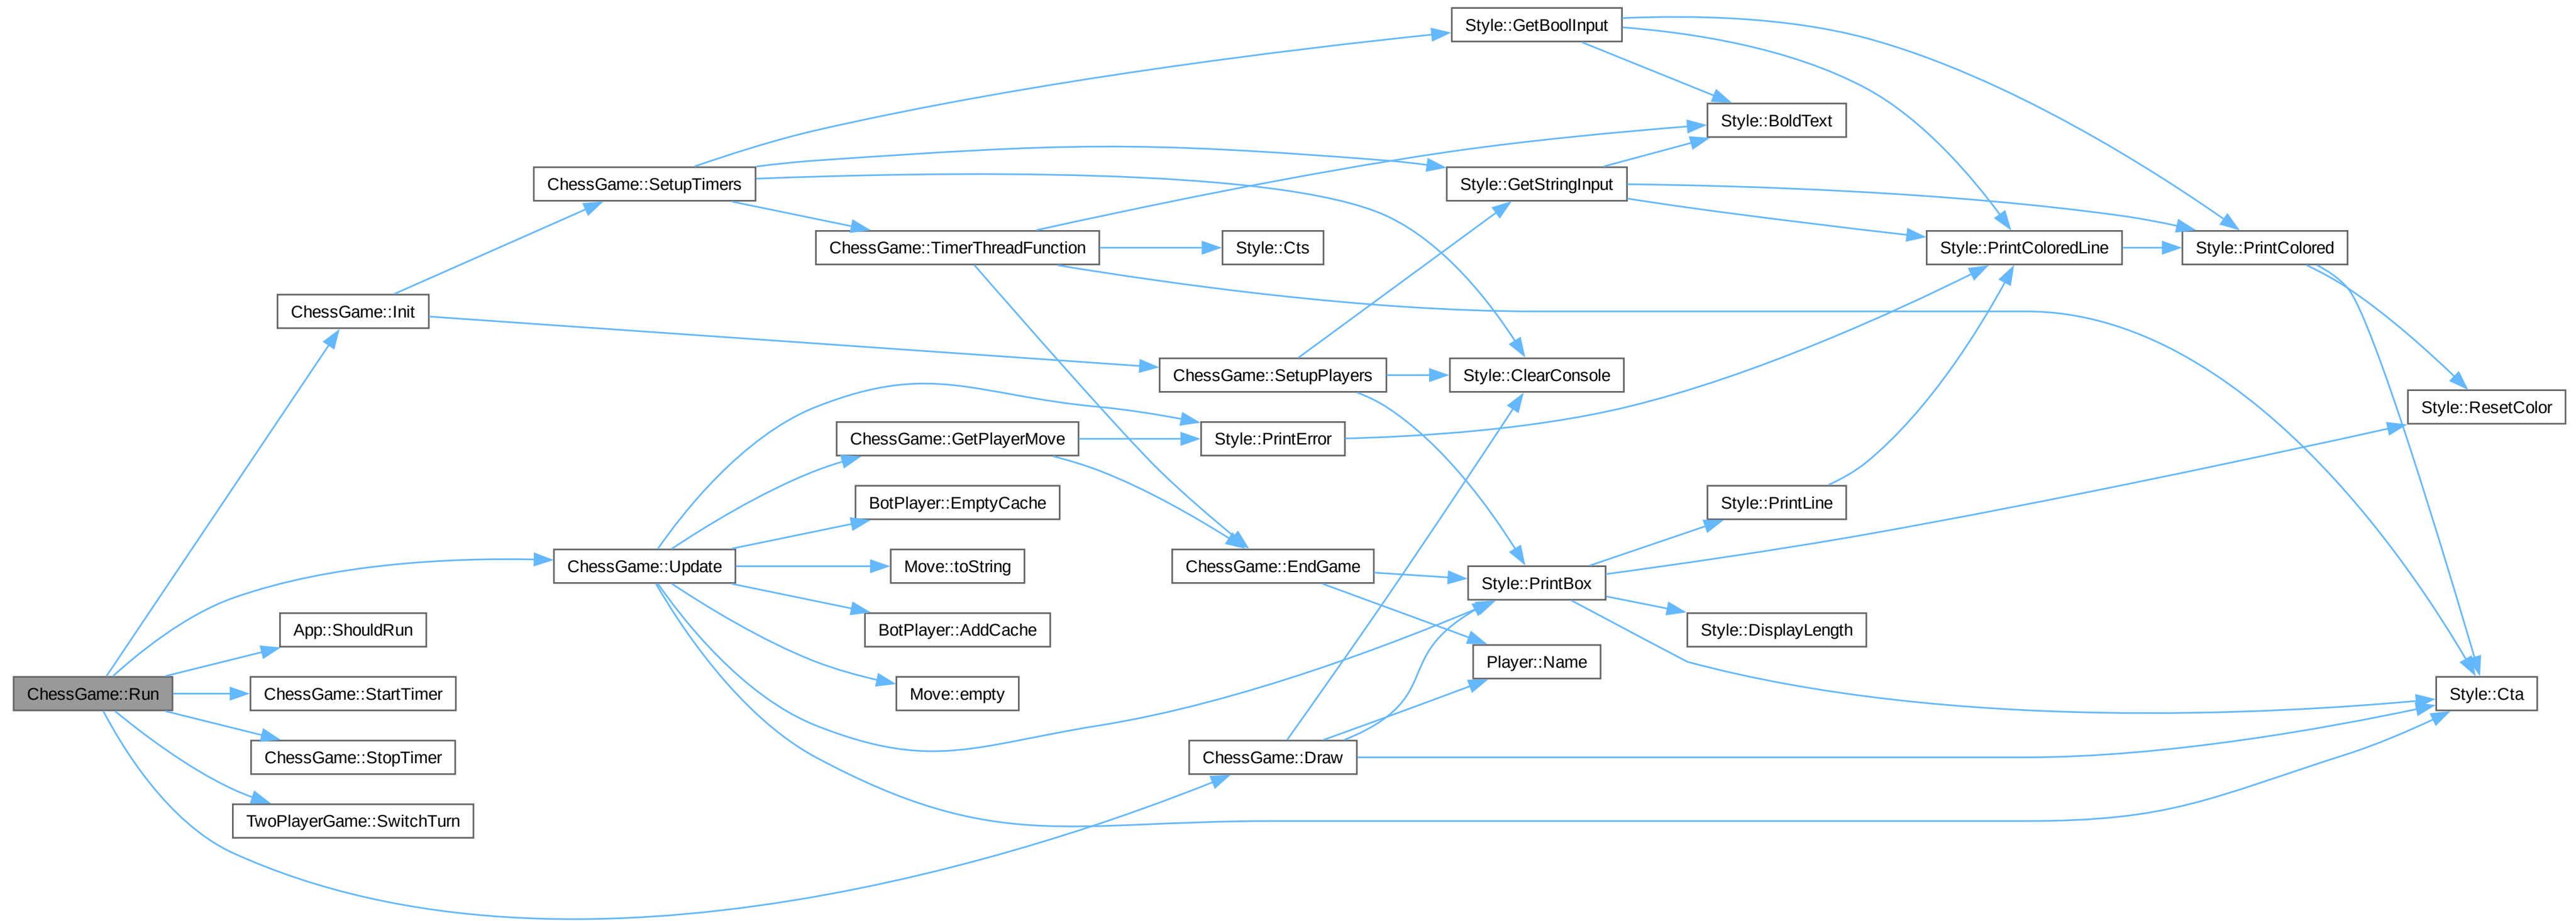 Style::GetBoolInput
Style::BoldText
ChessGame::SetupTimers
Style::GetStringInput
ChessGame::TimerThreadFunction
Style::Cts
Style::PrintColoredLine
Style::PrintColored
ChessGame::Init
ChessGame::SetupPlayers
Style::ClearConsole
Style::ResetColor
ChessGame::GetPlayerMove
Style::PrintError
BotPlayer::EmptyCache
Style::PrintLine
ChessGame::Update
Move::toString
ChessGame::EndGame
Style::PrintBox
App::ShouldRun
BotPlayer::AddCache
Style::DisplayLength
Player::Name
ChessGame::Run
ChessGame::StartTimer
Move::empty
Style::Cta
ChessGame::StopTimer
ChessGame::Draw
TwoPlayerGame::SwitchTurn